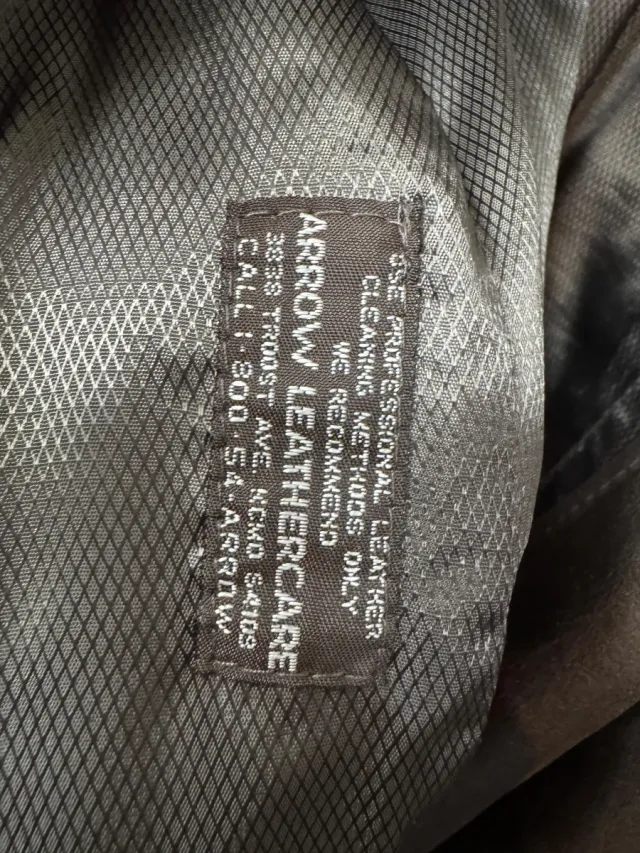 USE PROFESSIONAL LEATHER
CLEANING METHODS ONLY
WE RECOMMEND
ARROW LEATHERCARE
3838 TROOST AVE KCMO 64109
CALL 1·800·54·ARROW